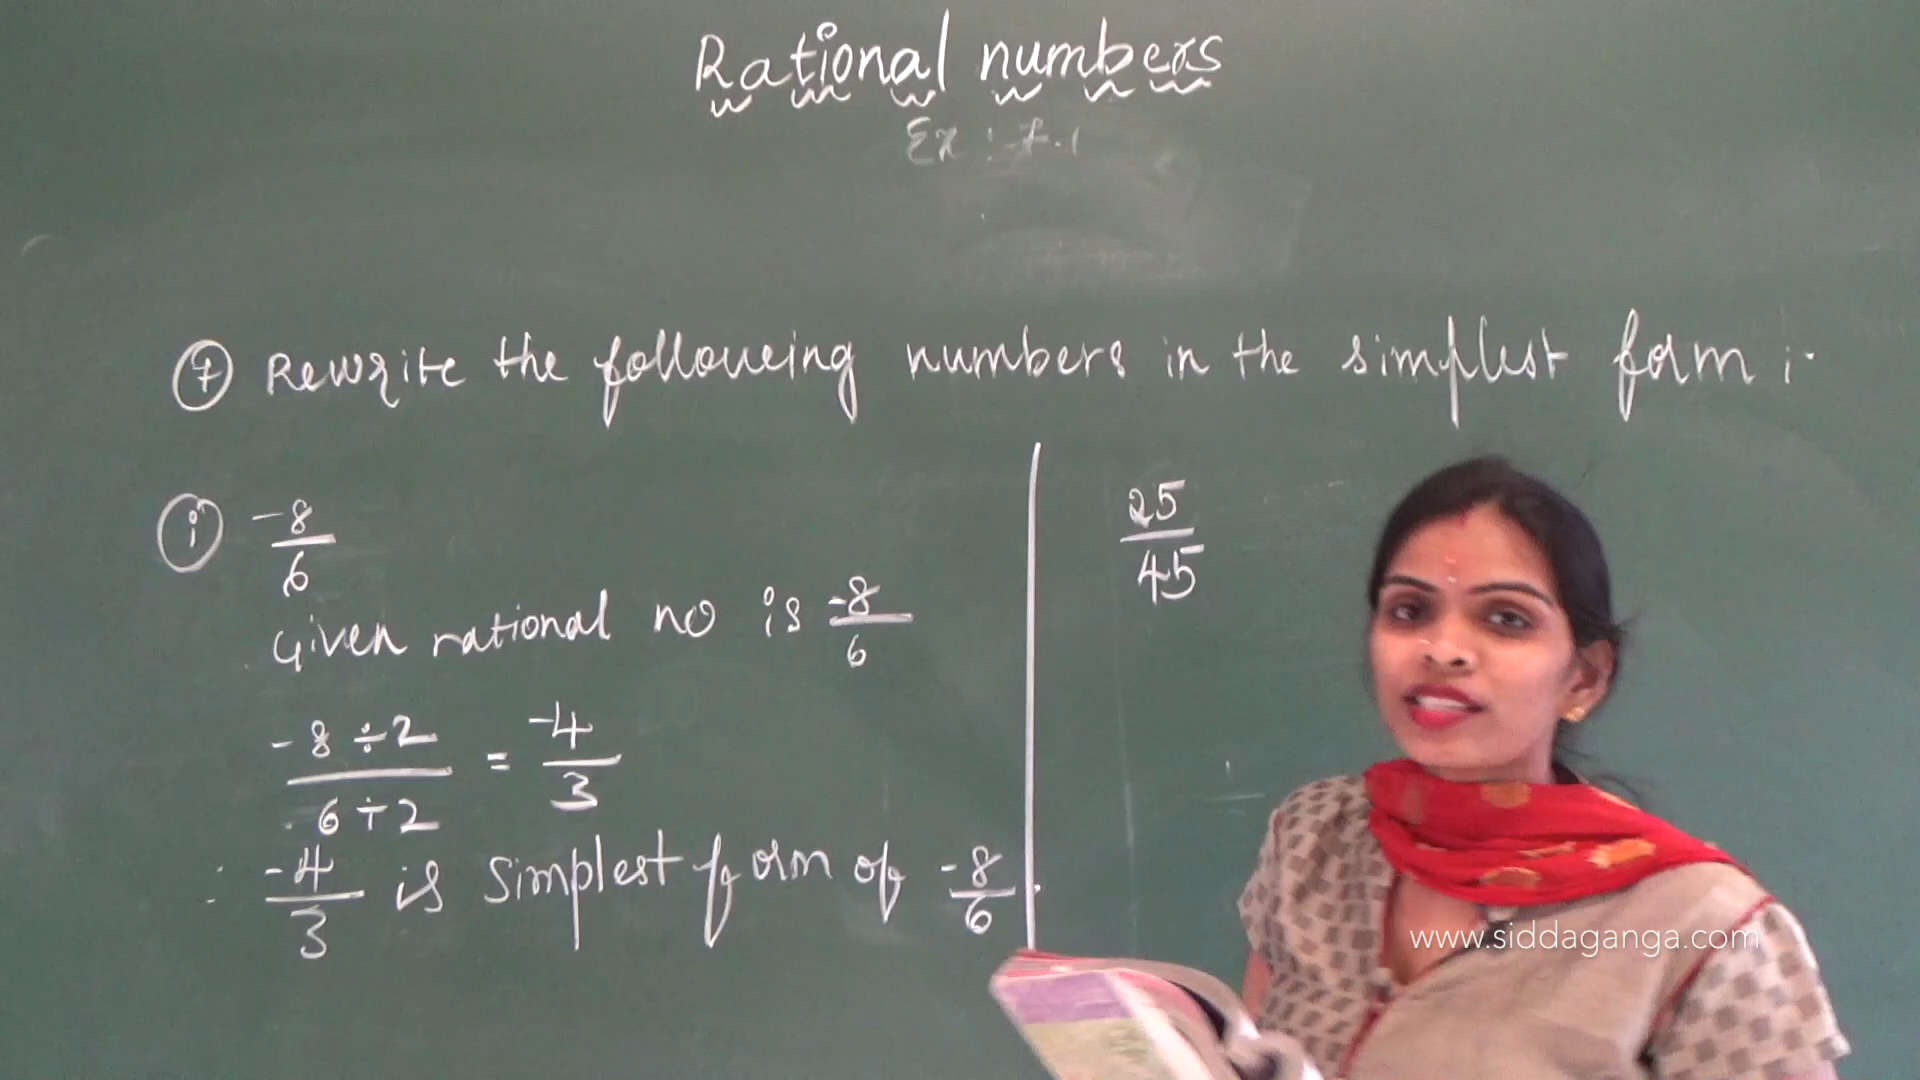 Rational numbers
Ex : 7.1
7 Rewrite the following numbers in the simplest form :-
i -8/6
Given rational no is -8/6
-8 ÷ 2 / 6 ÷ 2 = -4/3
∴ -4/3 is simplest form of -8/6.
25/45
www.siddaganga.com